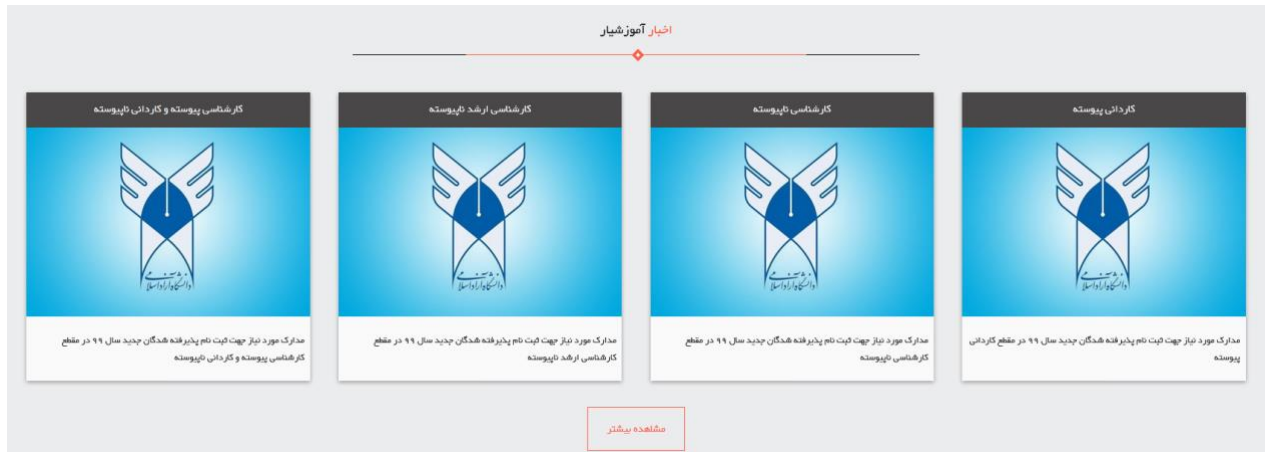 اخبار آموزشیار
کاردانی پیوسته
مدارک مورد نیاز جهت ثبت نام پذیرفته شدگان جدید سال ۹۹ در مقطع کاردانی
پیوسته
کارشناسی ناپیوسته
مدارک مورد نیاز جهت ثبت نام پذیرفته شدگان جدید سال ۹۹ در مقطع
کارشناسی ناپیوسته
کارشناسی ارشد ناپیوسته
مدارک مورد نیاز جهت ثبت نام پذیرفته شدگان جدید سال ۹۹ در مقطع
کارشناسی ارشد ناپیوسته
کارشناسی پیوسته و کاردانی ناپیوسته
مدارک مورد نیاز جهت ثبت نام پذیرفته شدگان جدید سال ۹۹ در مقطع
کارشناسی پیوسته و کاردانی ناپیوسته
مشاهده بیشتر